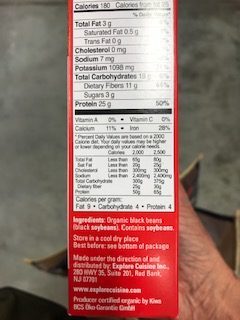 Calories 180 Calories from fat 25
% Daily Value*
Total Fat 3 g
Saturated Fat 0.5 g
Trans Fat 0 g
Cholesterol 0 mg
Sodium 7 mg
Potassium 1098 mg
Total Carbohydrates 18 g 6%
Dietary Fibers 11 g
Sugars 3 g
Protein 25 g 50%
Vitamin A 0% • Vitamin C 0%
Calcium 11% • Iron 28%
* Percent Daily Values are based on a 2000
Calorie diet. Your daily values may be higher
or lower depending on your calorie needs.
Calories 2,000 2,500
Total Fat Less than 65g 80g
Sat Fat Less than 20g 25g
Cholesterol Less than 300mg 300mg
Sodium Less than 2,400mg 2,400mg
Total Carbohydrate 300g 375g
Dietary fiber 25g 30g
Protein 50g 65g
Calories per gram:
Fat 9 • Carbohydrate 4 • Protein 4
Ingredients: Organic black beans
(black soybeans). Contains soybeans.
Store in a cool dry place
Best before: see bottom of package
Made under the direction of and
distributed by: Explore Cuisine Inc.,
280 HWY 35, Suite 201, Red Bank,
NJ 07701
www.explorecuisine.com
Producer certified organic by Kiwa
BCS Öko-Garantie GmbH